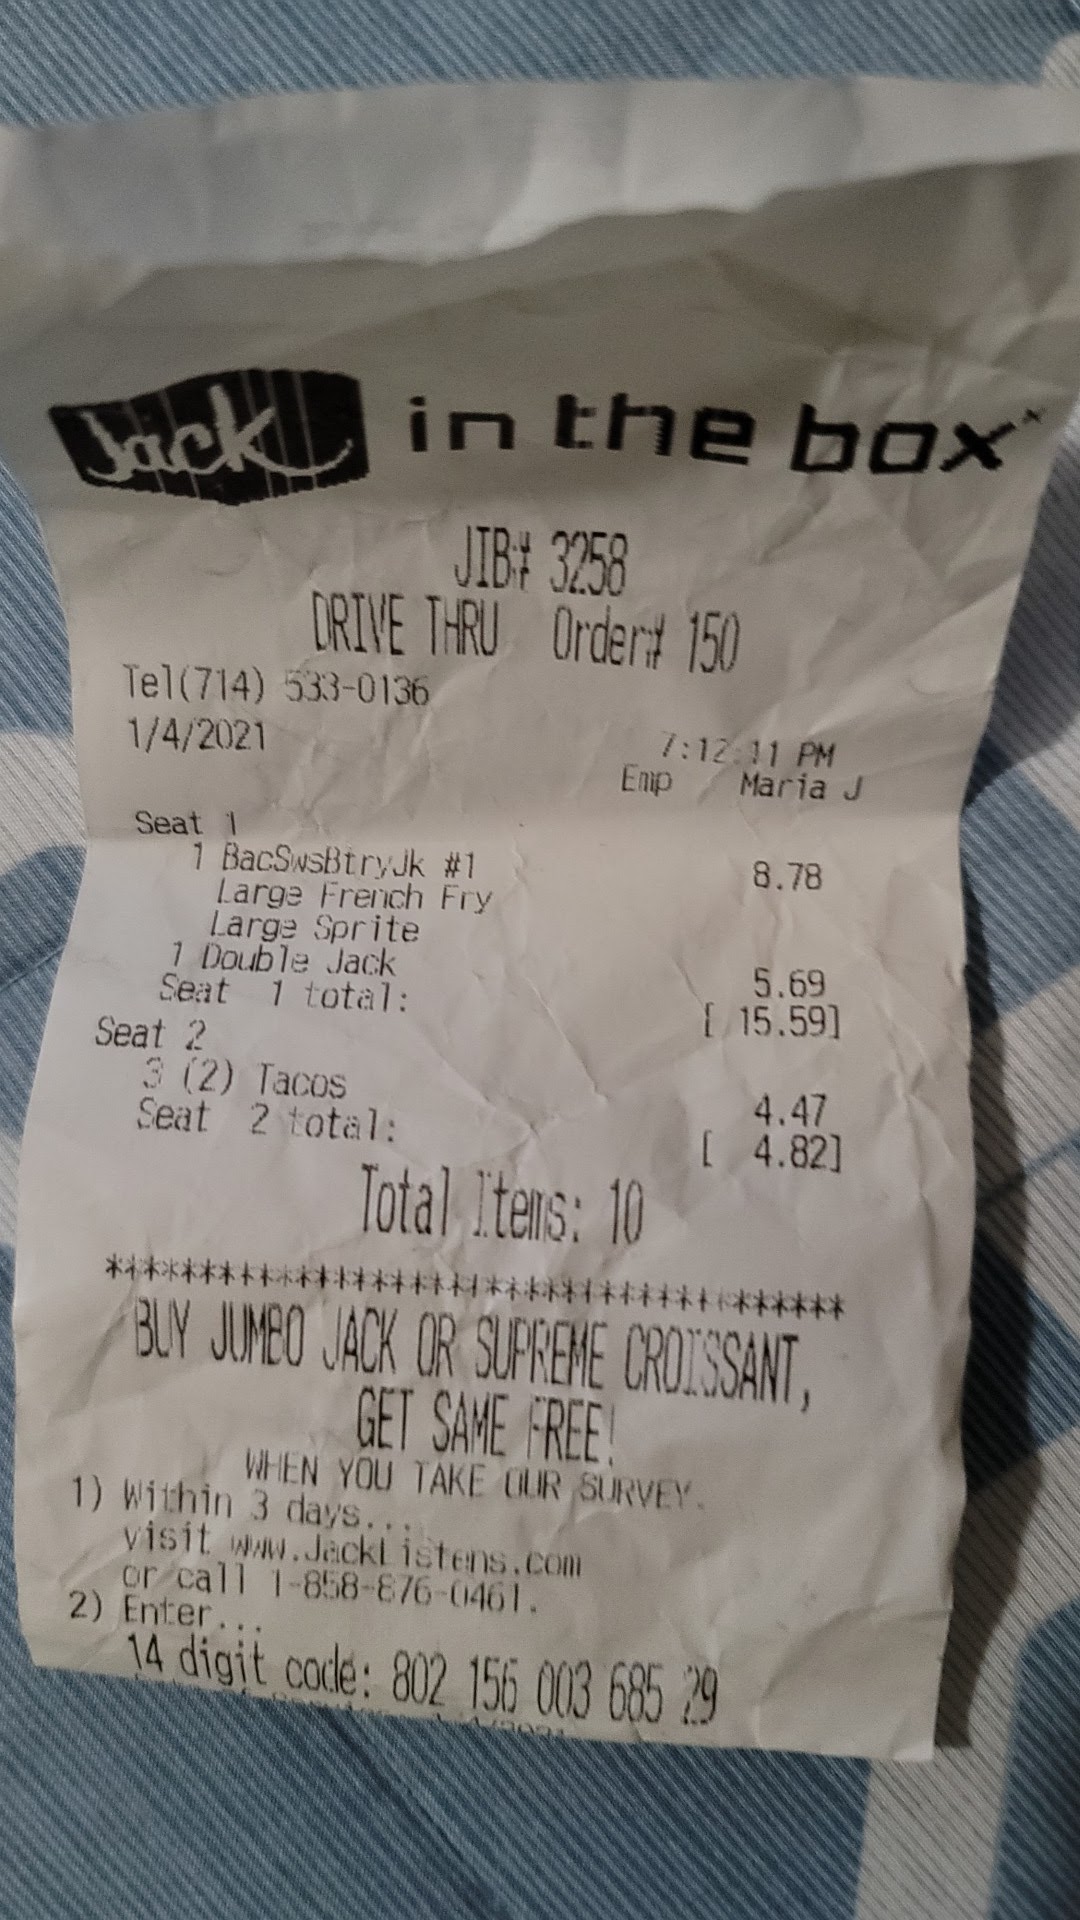 Jack in the box
JIB# 3258
DRIVE THRU Order# 150
Tel(714) 533-0136
1/4/2021
7:12:11 PM
Emp Maria J
Seat 1
1 BacSwsBtryJk #1 8.78
Large French Fry
Large Sprite
1 Double Jack 5.69
Seat 1 total: [ 15.59]
Seat 2
3 (2) Tacos 4.47
Seat 2 total: [ 4.82]
Total Items: 10
***************************************
BUY JUMBO JACK OR SUPREME CROISSANT,
GET SAME FREE!
WHEN YOU TAKE OUR SURVEY.
1) Within 3 days...
visit www.JackListens.com
or call 1-858-876-0461.
2) Enter...
14 digit code: 802 156 003 685 29